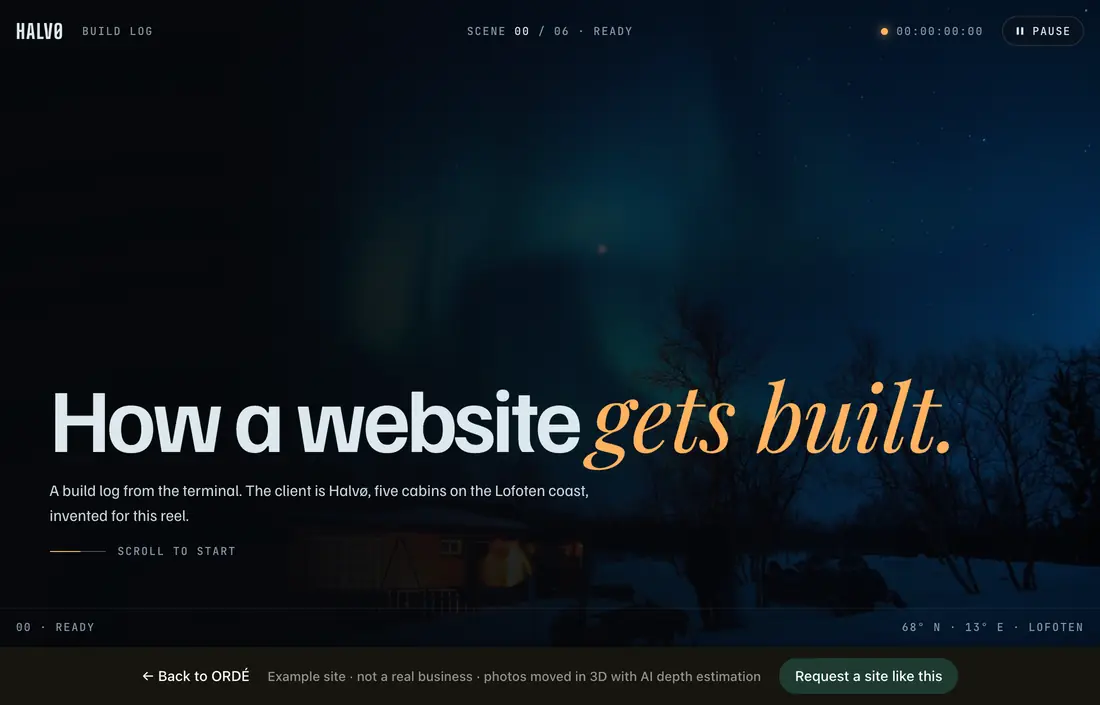 HALVØ BUILD LOG SCENE 00 / 06 · READY 00:00:00:00 PAUSE
How a website gets built.
A build log from the terminal. The client is Halvø, five cabins on the Lofoten coast,
invented for this reel.
SCROLL TO START
00 · READY 68° N · 13° E · LOFOTEN
← Back to ORDÉ Example site · not a real business · photos moved in 3D with AI depth estimation Request a site like this